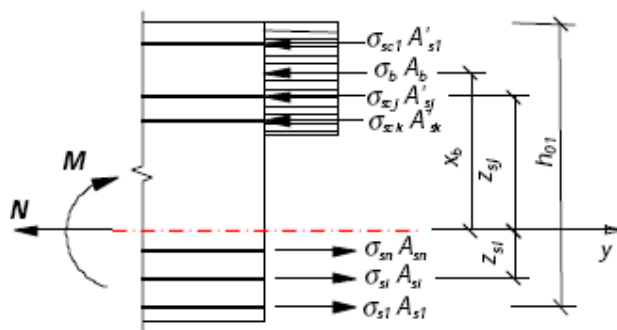 σsc1 A's1
σb Ab
σscj A'sj
σsck A'sk
M
xb
zsj
h01
N
y
σsn Asn
zsi
σsi Asi
σs1 As1